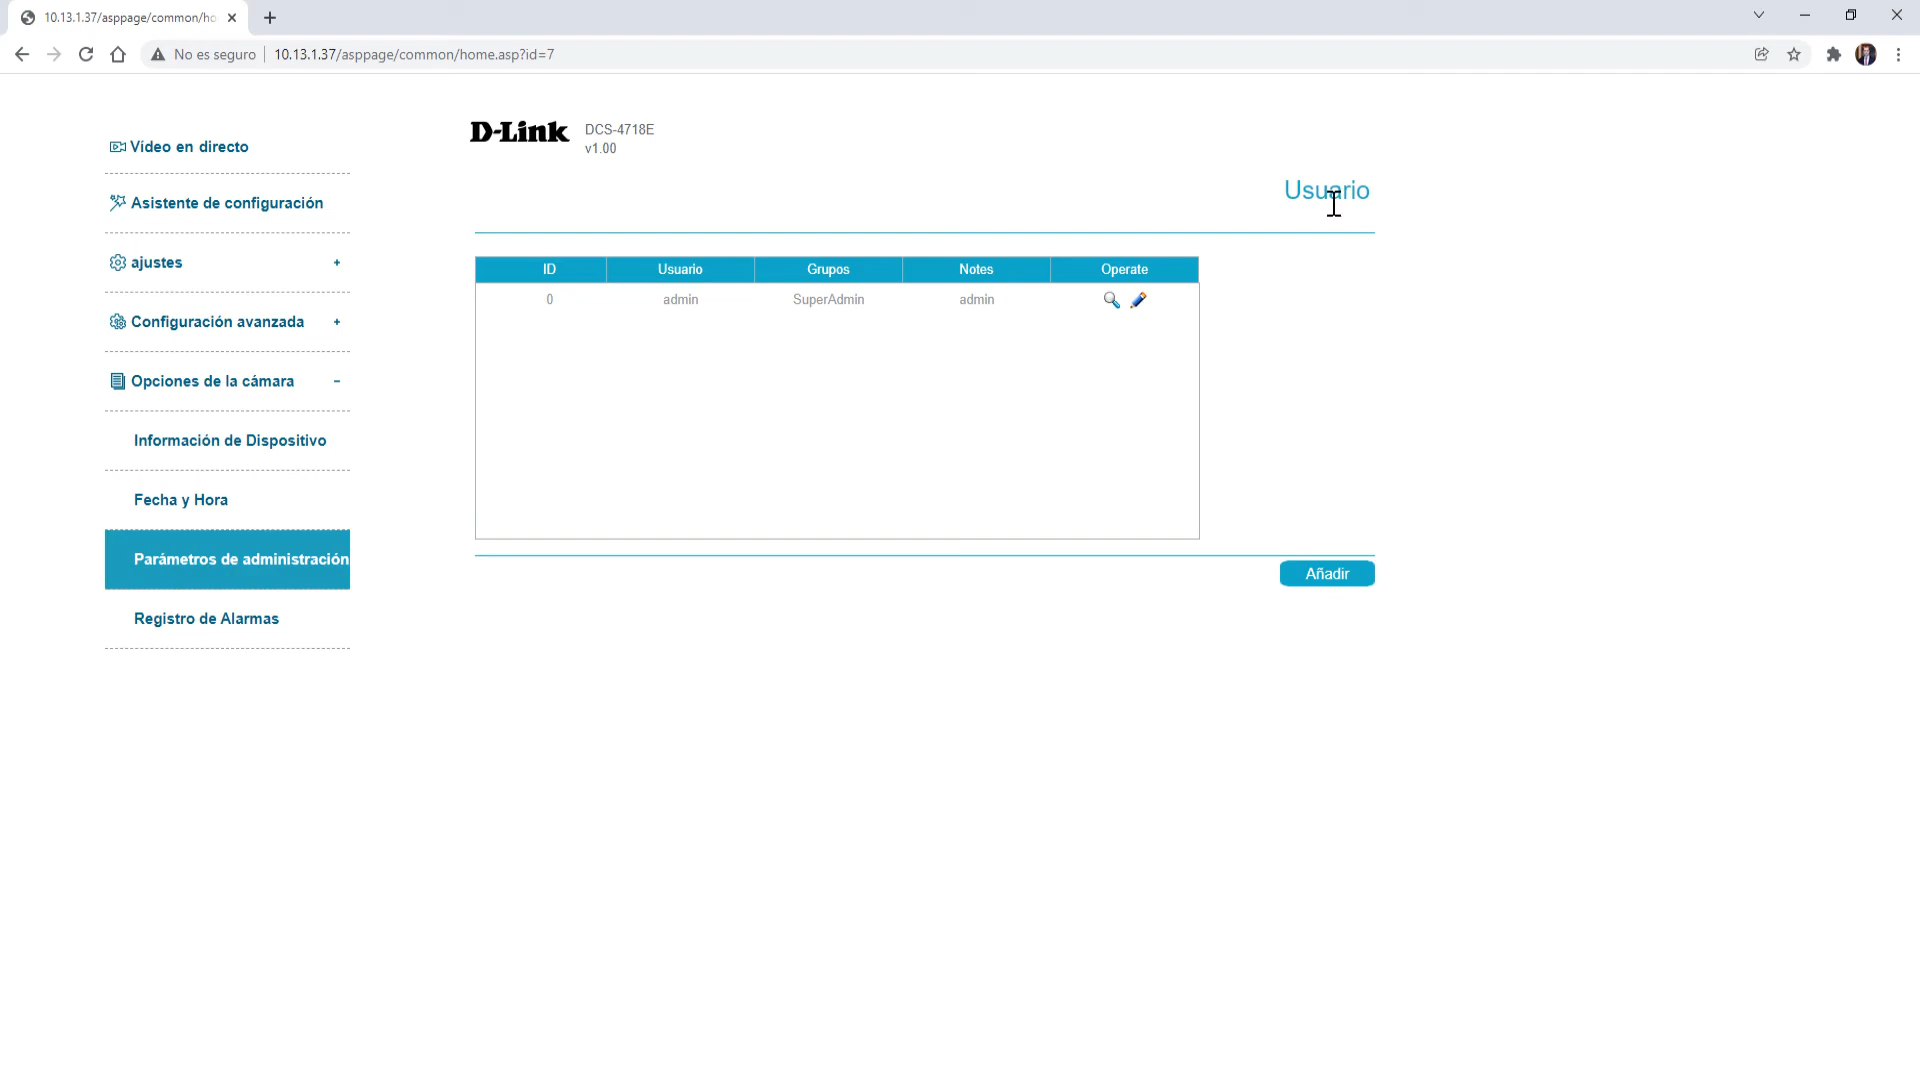 10.13.1.37/asppage/common/ho
No es seguro
10.13.1.37/asppage/common/home.asp?id=7
Vídeo en directo
Asistente de configuración
ajustes +
Configuración avanzada +
Opciones de la cámara -
Información de Dispositivo
Fecha y Hora
Parámetros de administración
Registro de Alarmas
D-Link DCS-4718E
v1.00
Usuario
ID Usuario Grupos Notes Operate
0 admin SuperAdmin admin
Añadir